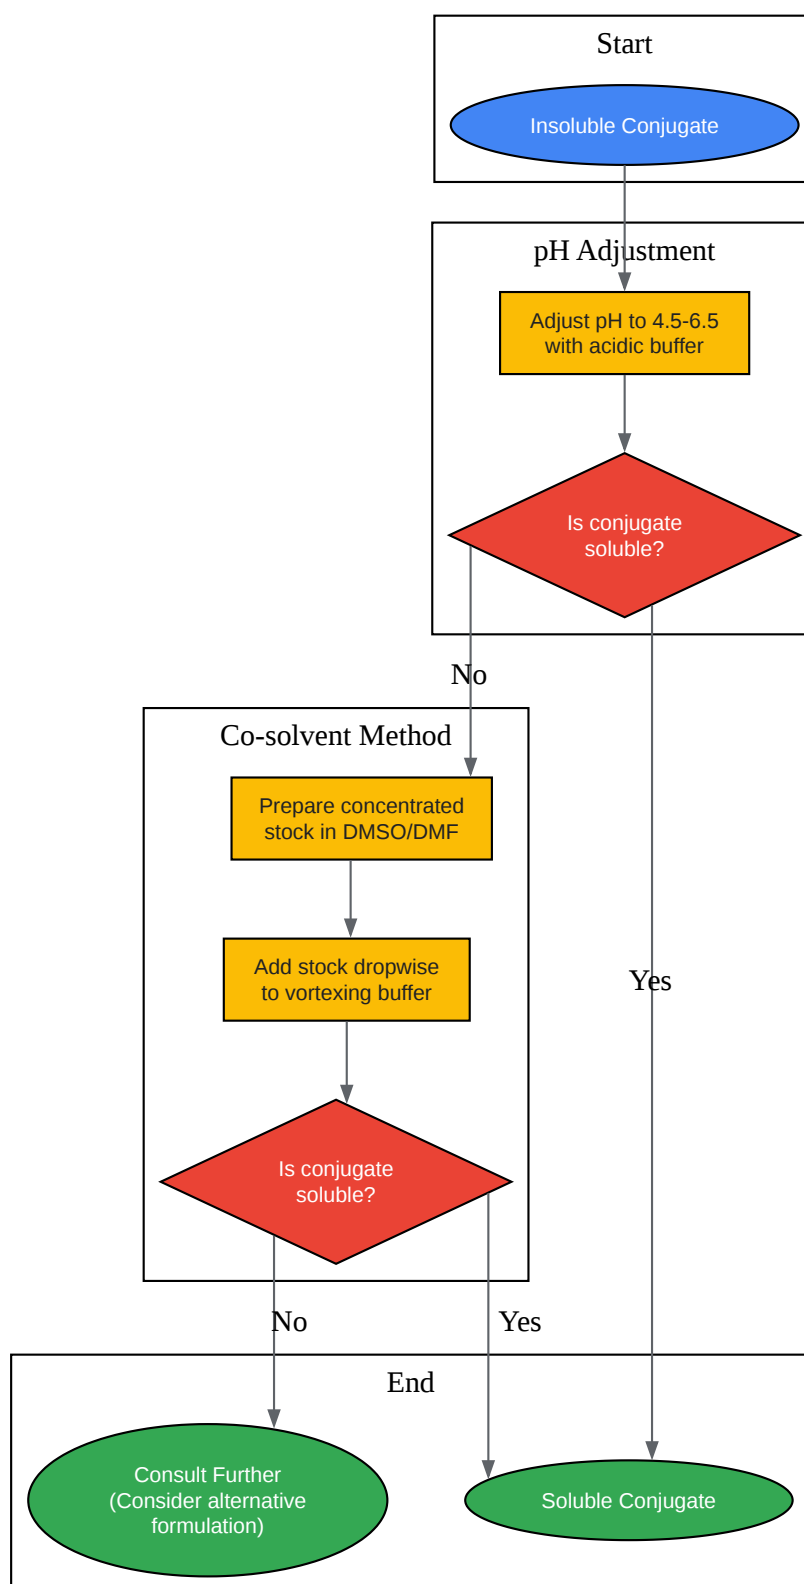 Start
Insoluble Conjugate
pH Adjustment
Adjust pH to 4.5-6.5
with acidic buffer
Is conjugate
soluble?
No
Co-solvent Method
Prepare concentrated
stock in DMSO/DMF
Add stock dropwise
to vortexing buffer
Yes
Is conjugate
soluble?
No
Yes
End
Consult Further
(Consider alternative
formulation)
Soluble Conjugate